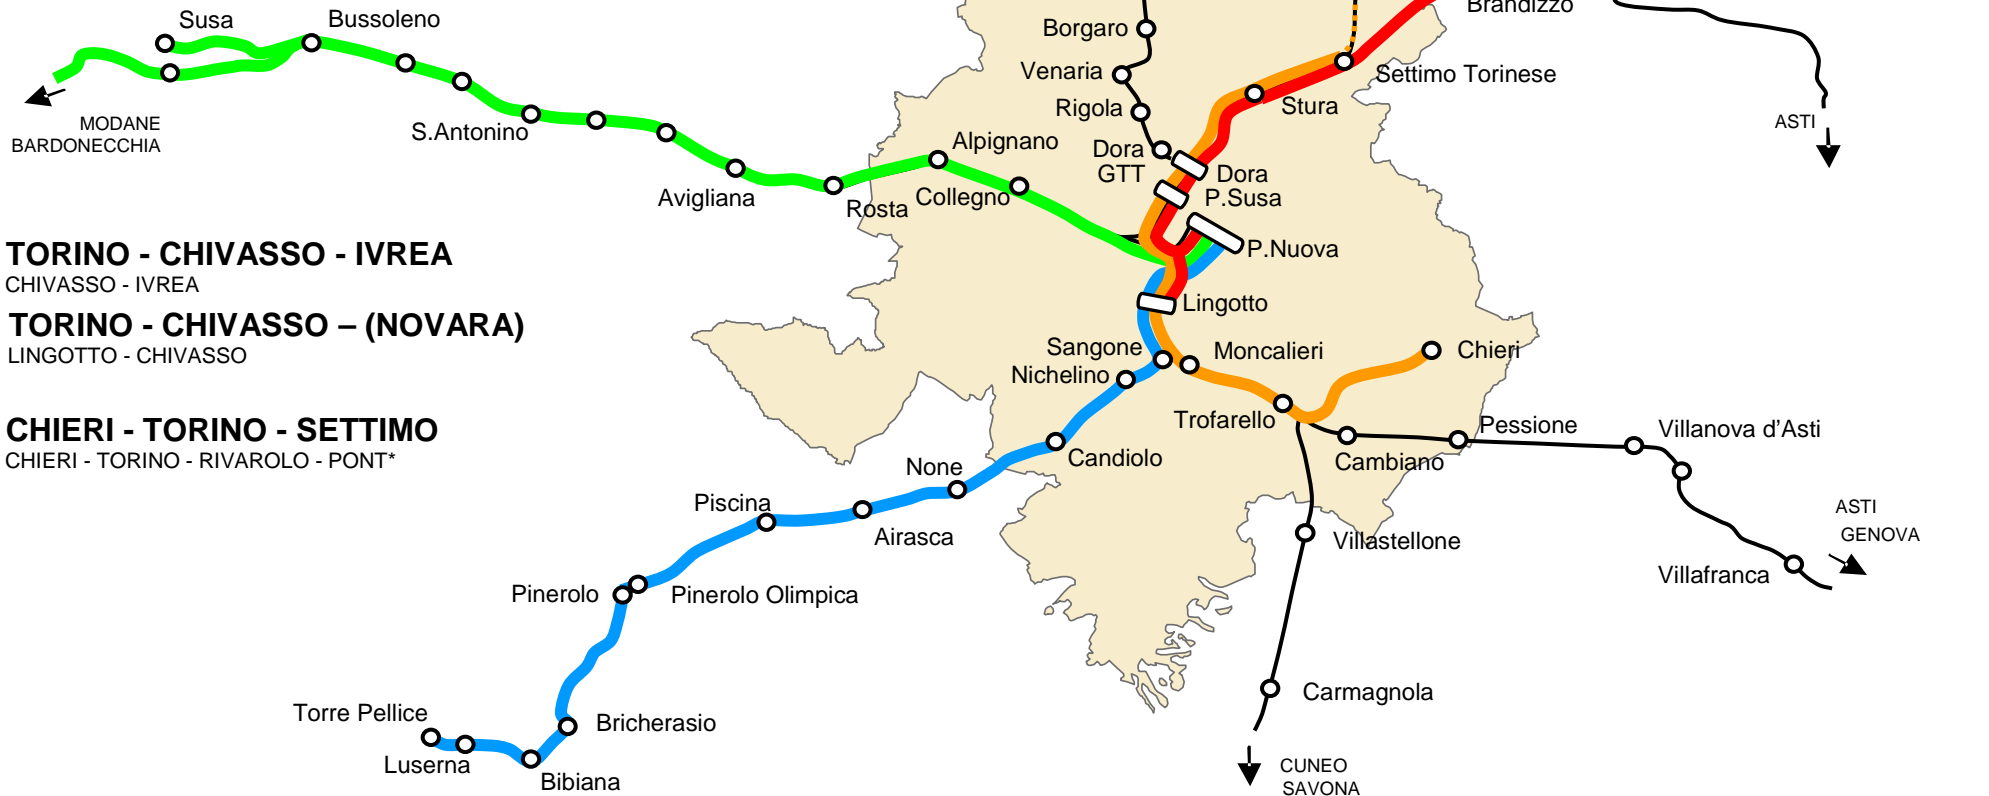 Brandizzo
Susa
Bussoleno
Borgaro
Venaria
Settimo Torinese
Rigola
Stura
MODANE
BARDONECCHIA
S.Antonino
ASTI
Alpignano
Dora
GTT
Dora
P.Susa
Avigliana
Rosta
Collegno
TORINO - CHIVASSO - IVREA
CHIVASSO - IVREA
P.Nuova
TORINO - CHIVASSO – (NOVARA)
LINGOTTO - CHIVASSO
Lingotto
Sangone
Moncalieri
Chieri
Nichelino
CHIERI - TORINO - SETTIMO
CHIERI - TORINO - RIVAROLO - PONT*
Trofarello
Pessione
Villanova d’Asti
Candiolo
Cambiano
None
Piscina
Airasca
ASTI
GENOVA
Villastellone
Villafranca
Pinerolo
Pinerolo Olimpica
Carmagnola
Torre Pellice
Bricherasio
Luserna
Bibiana
CUNEO
SAVONA